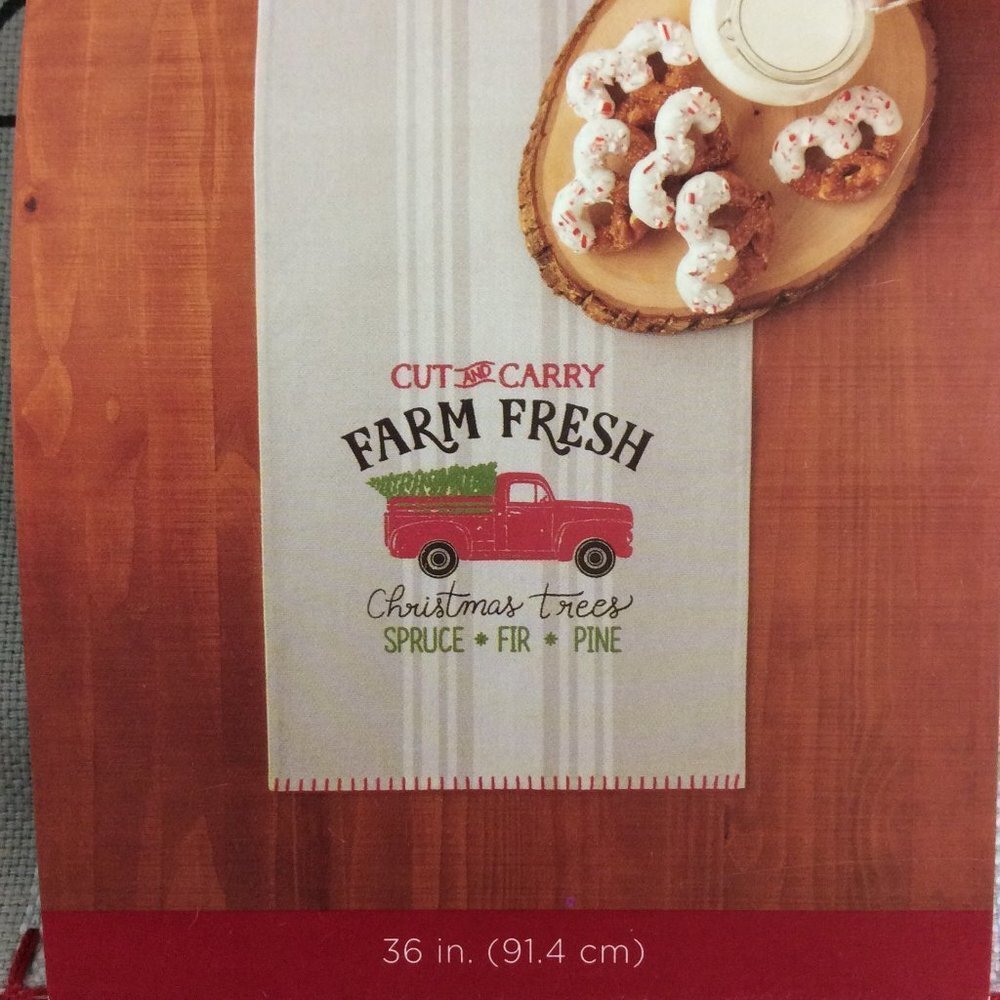 CUT AND CARRY
FARM FRESH
Christmas trees
SPRUCE * FIR * PINE
36 in. (91.4 cm)